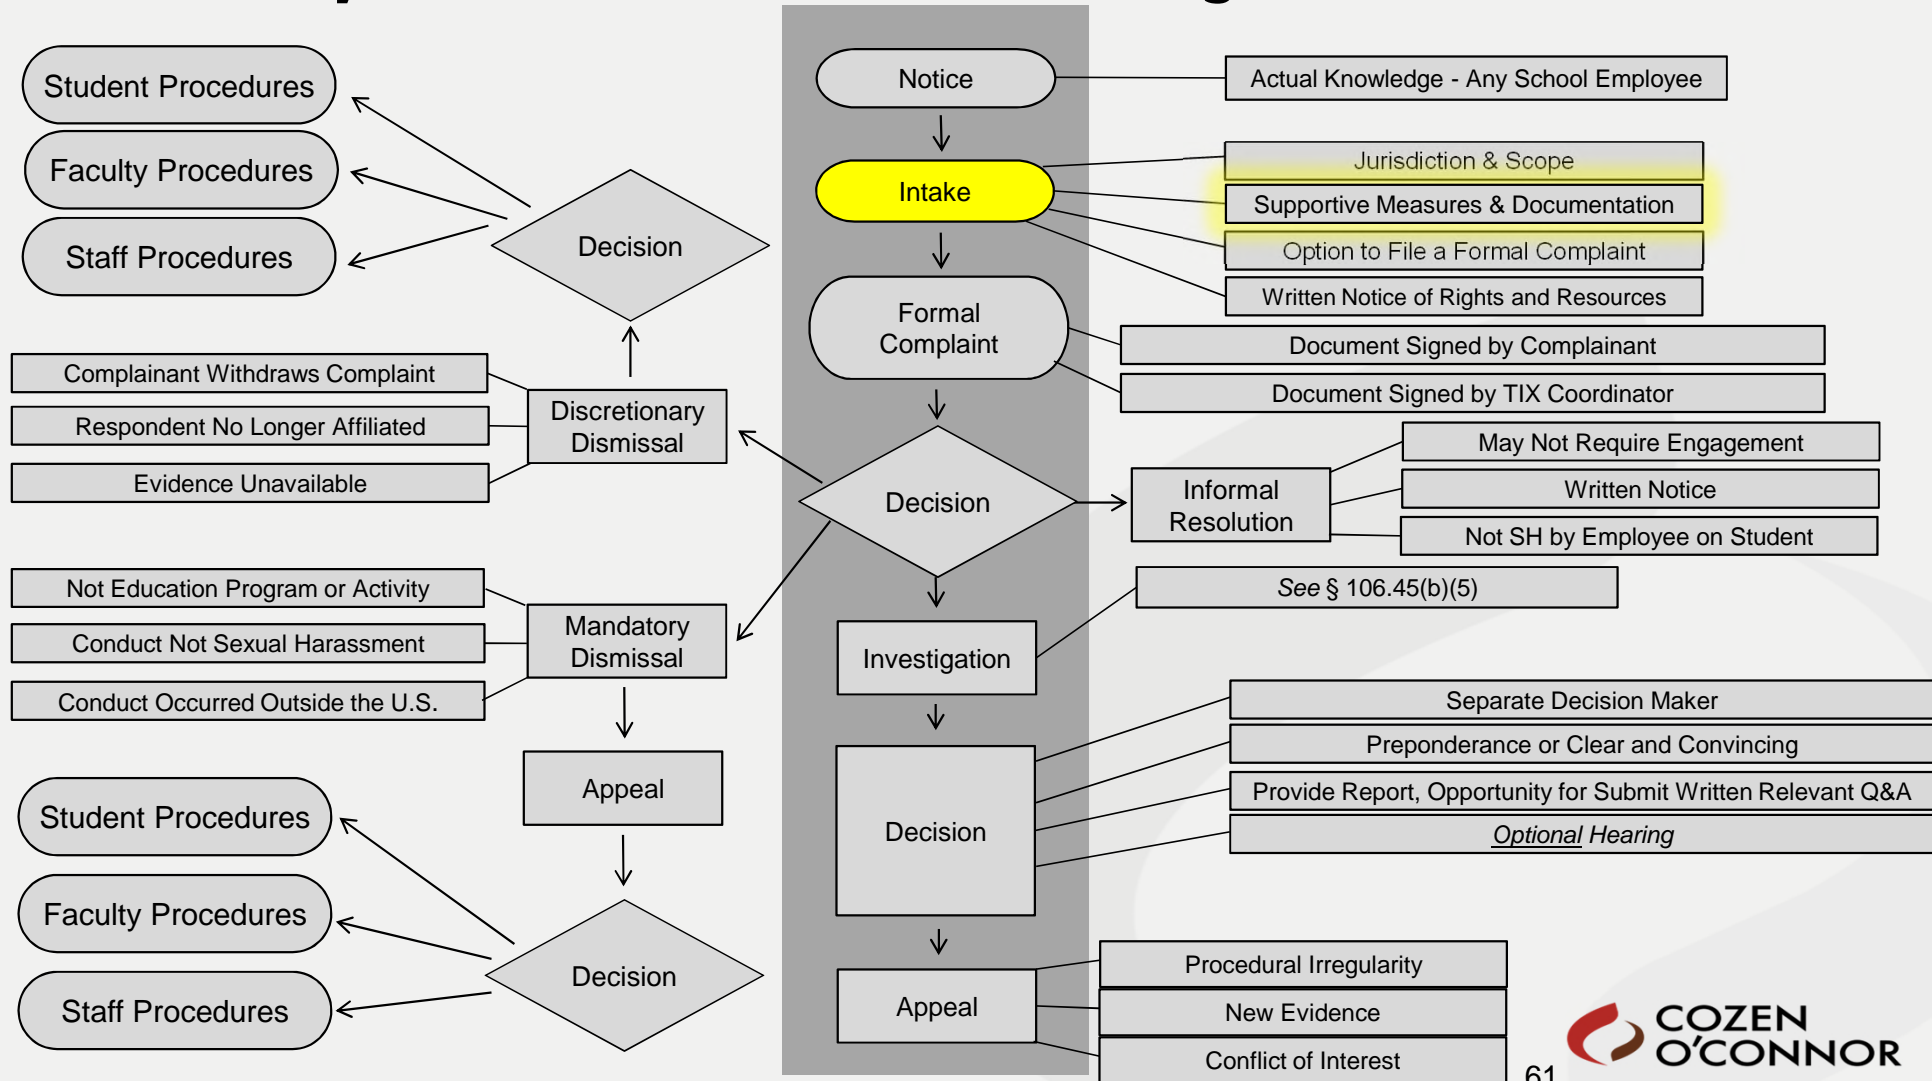 Student Procedures
Faculty Procedures
Staff Procedures
Decision
Notice
Actual Knowledge - Any School Employee
Intake
Jurisdiction & Scope
Supportive Measures & Documentation
Option to File a Formal Complaint
Written Notice of Rights and Resources
Formal
Complaint
Document Signed by Complainant
Document Signed by TIX Coordinator
Complainant Withdraws Complaint
Respondent No Longer Affiliated
Evidence Unavailable
Discretionary
Dismissal
Decision
Informal
Resolution
May Not Require Engagement
Written Notice
Not SH by Employee on Student
Not Education Program or Activity
Conduct Not Sexual Harassment
Conduct Occurred Outside the U.S.
Mandatory
Dismissal
Investigation
See § 106.45(b)(5)
Appeal
Decision
Separate Decision Maker
Preponderance or Clear and Convincing
Provide Report, Opportunity for Submit Written Relevant Q&A
Optional Hearing
Student Procedures
Faculty Procedures
Staff Procedures
Decision
Appeal
Procedural Irregularity
New Evidence
Conflict of Interest
61
COZEN
O'CONNOR